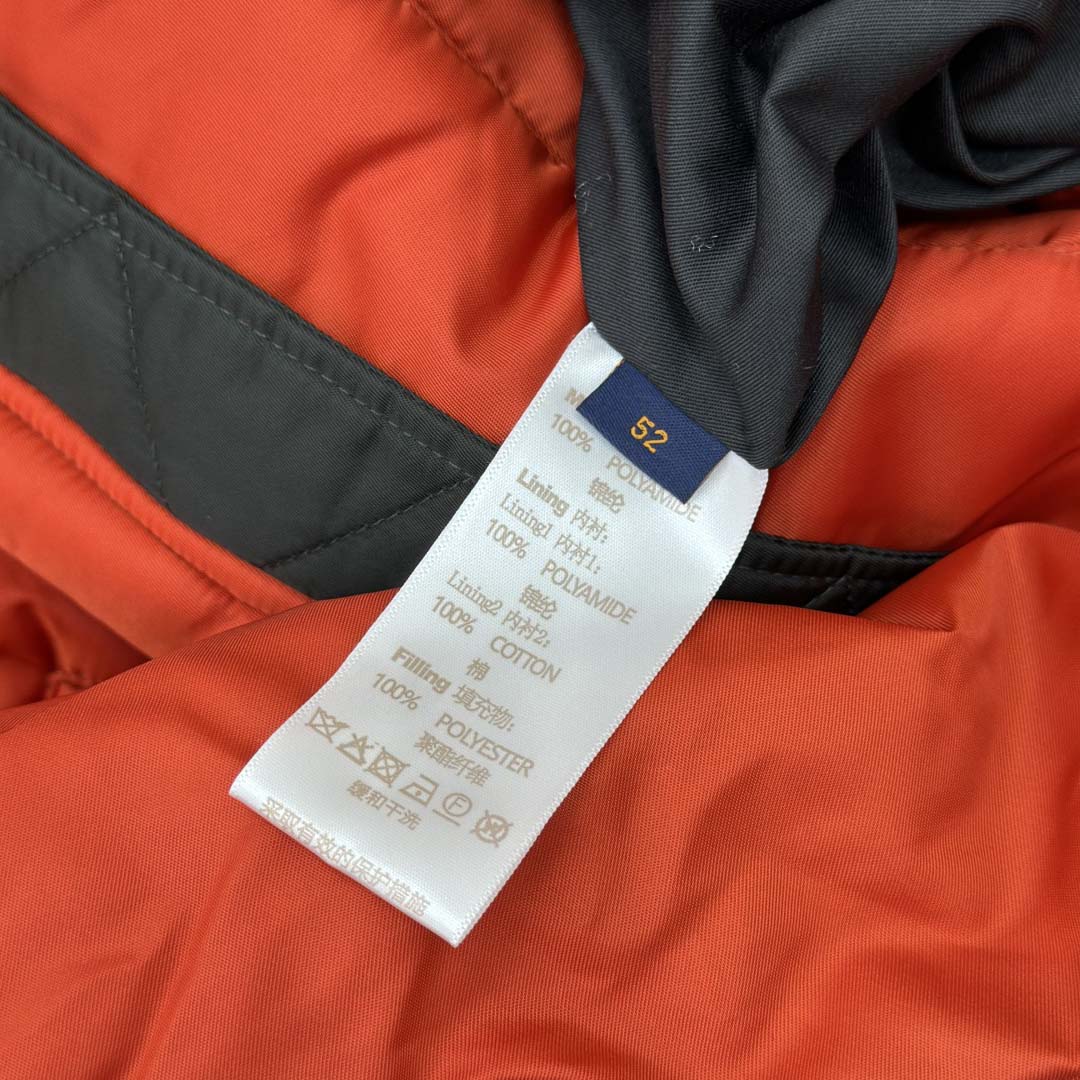 52
100% POLYAMIDE
锦纶
Lining 内衬:
Lining1 内衬1:
100% POLYAMIDE
锦纶
Lining2 内衬2:
100% COTTON
棉
Filling 填充物:
100% POLYESTER
聚酯纤维
F
缓和干洗
采取有效的保护措施